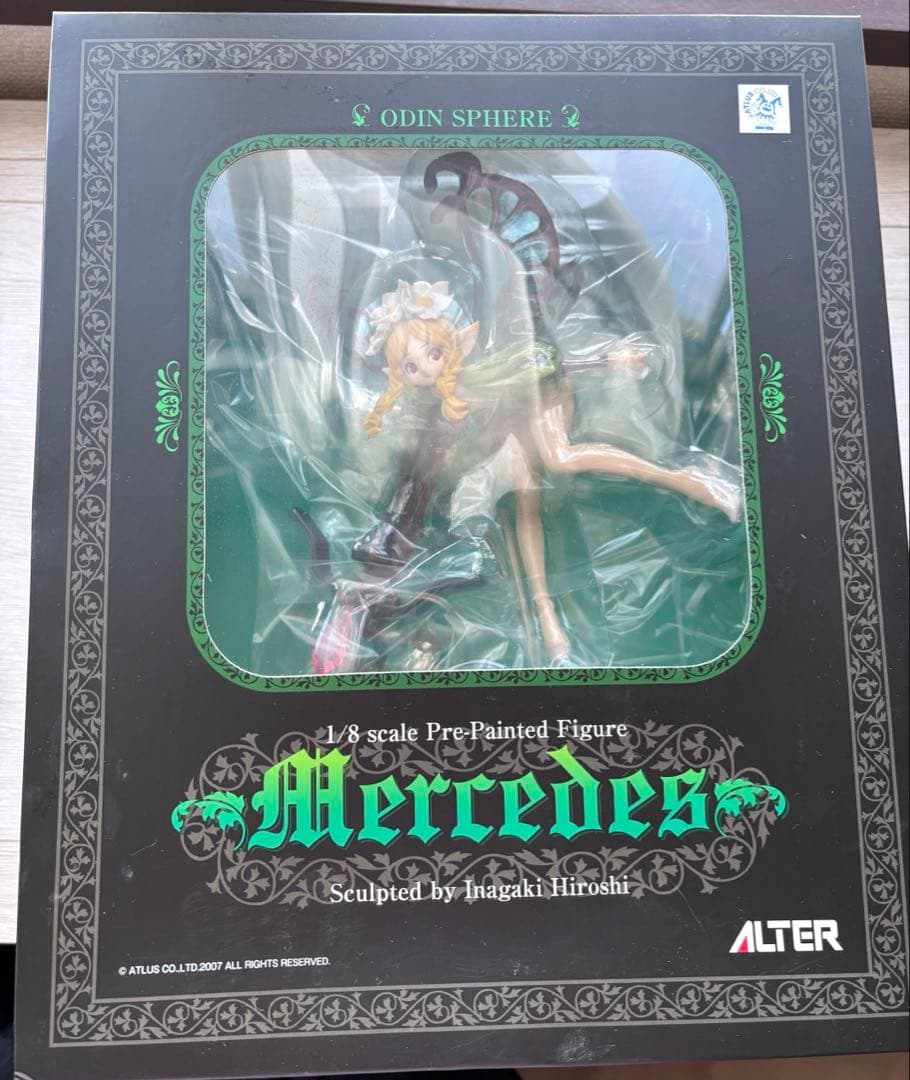 ODIN SPHERE
1/8 scale Pre-Painted Figure
Mercedes
Sculpted by Inagaki Hiroshi
ALTER
© ATLUS CO.,LTD.2007 ALL RIGHTS RESERVED.